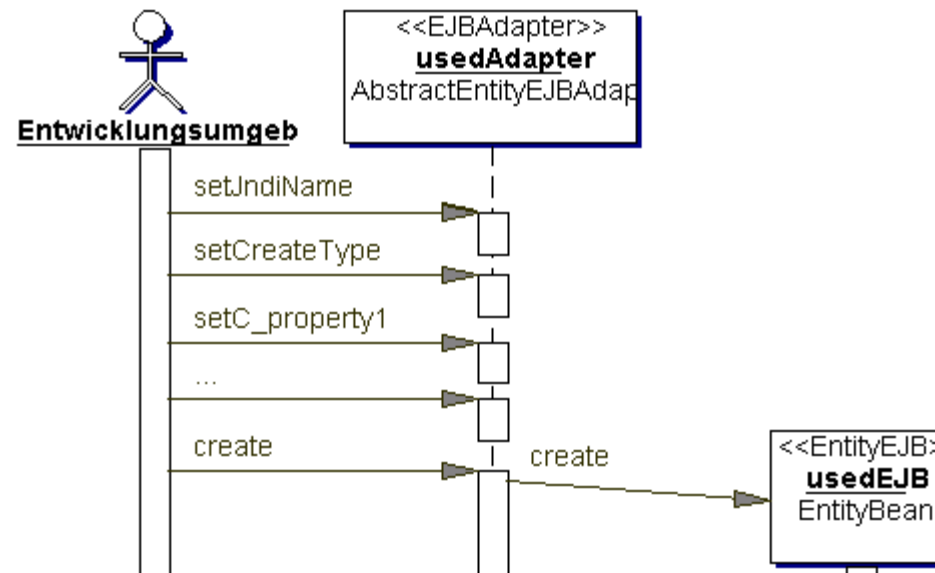 <<EJBAdapter>>
usedAdapter
AbstractEntityEJBAdap
Entwicklungsumgeb
setJndiName
setCreateType
setC_property1
...
create
create
<<EntityEJB>
usedEJB
EntityBean